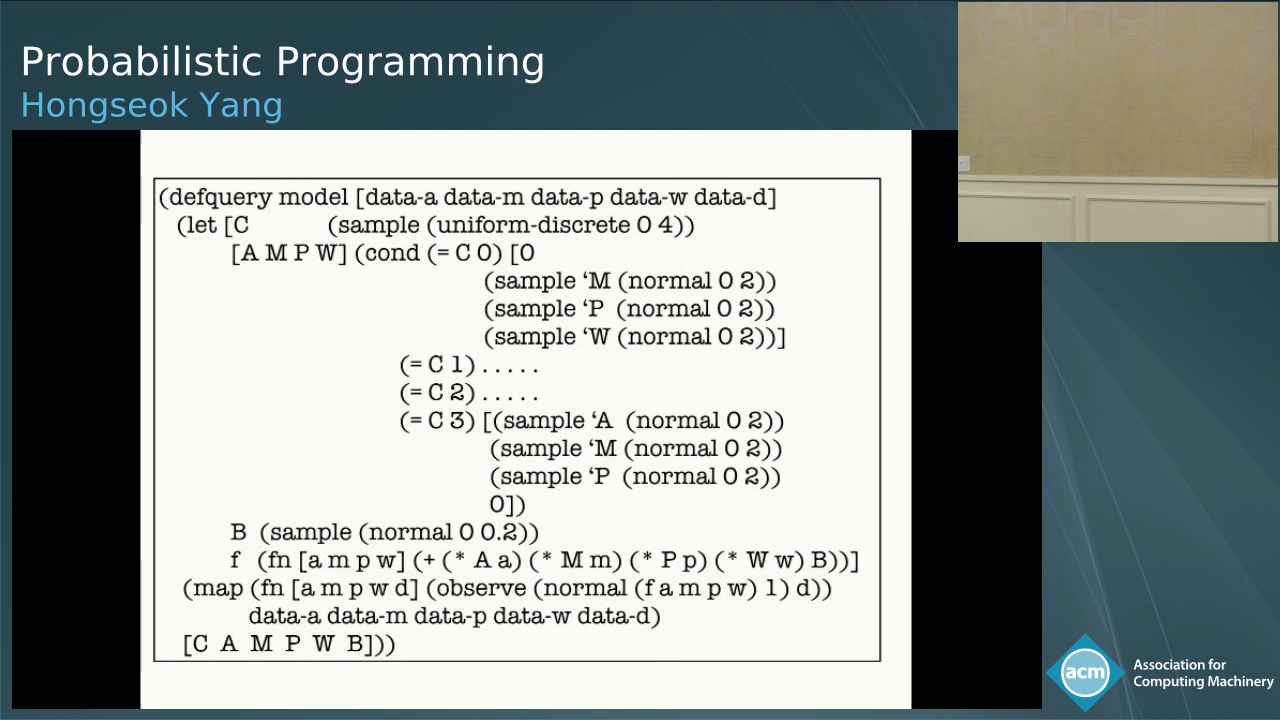 Probabilistic Programming
Hongseok Yang
(defquery model [data-a data-m data-p data-w data-d]
(let [C (sample (uniform-discrete 0 4))
[A M P W] (cond (= C 0) [0
(sample ‘M (normal 0 2))
(sample ‘P (normal 0 2))
(sample ‘W (normal 0 2))]
(= C 1) . . . . .
(= C 2) . . . . .
(= C 3) [(sample ‘A (normal 0 2))
(sample ‘M (normal 0 2))
(sample ‘P (normal 0 2))
0])
B (sample (normal 0 0.2))
f (fn [a m p w] (+ (* A a) (* M m) (* P p) (* W w) B))]
(map (fn [a m p w d] (observe (normal (f a m p w) 1) d))
data-a data-m data-p data-w data-d)
[C A M P W B]))
acm
Association for
Computing Machinery